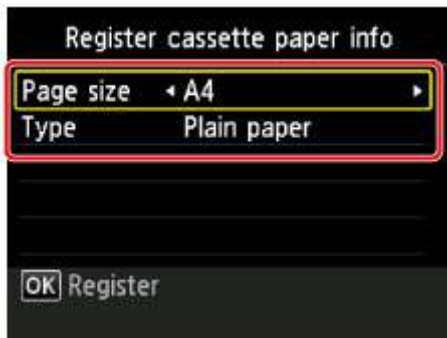 Register cassette paper info
Page size A4
Type Plain paper
OK Register